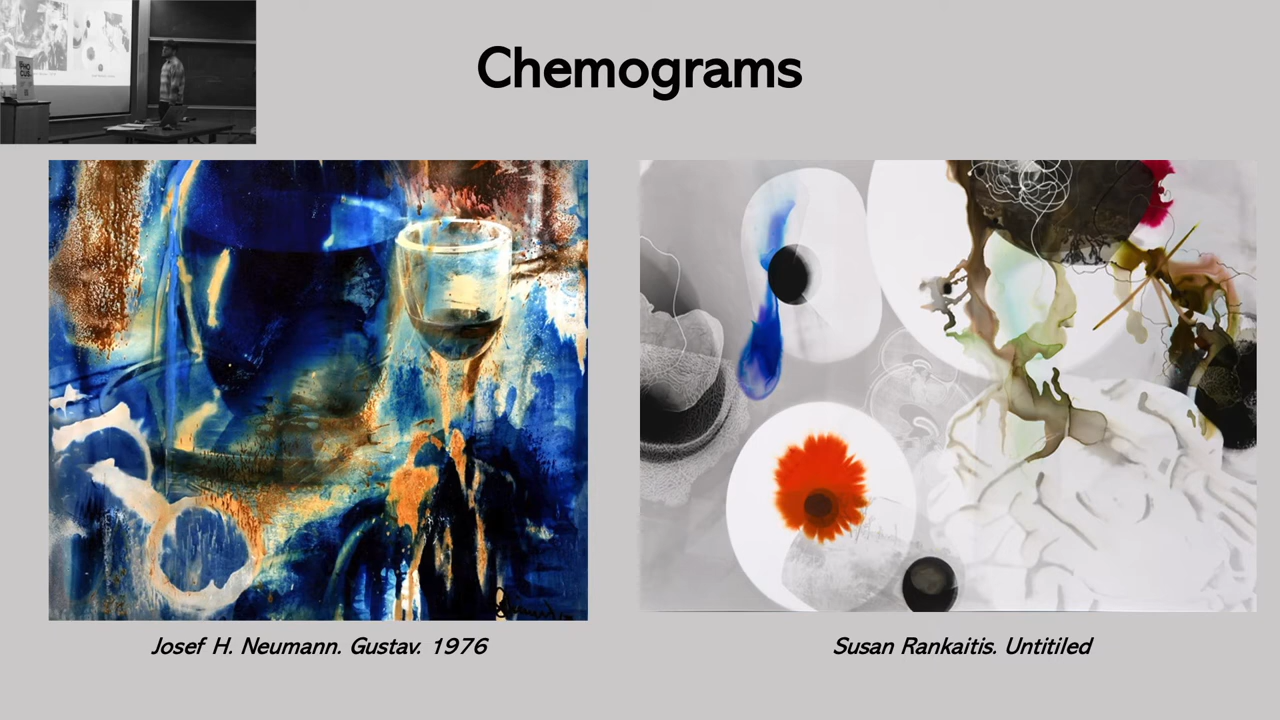 Chemograms
Josef H. Neumann. Gustav. 1976
Susan Rankaitis. Untitiled